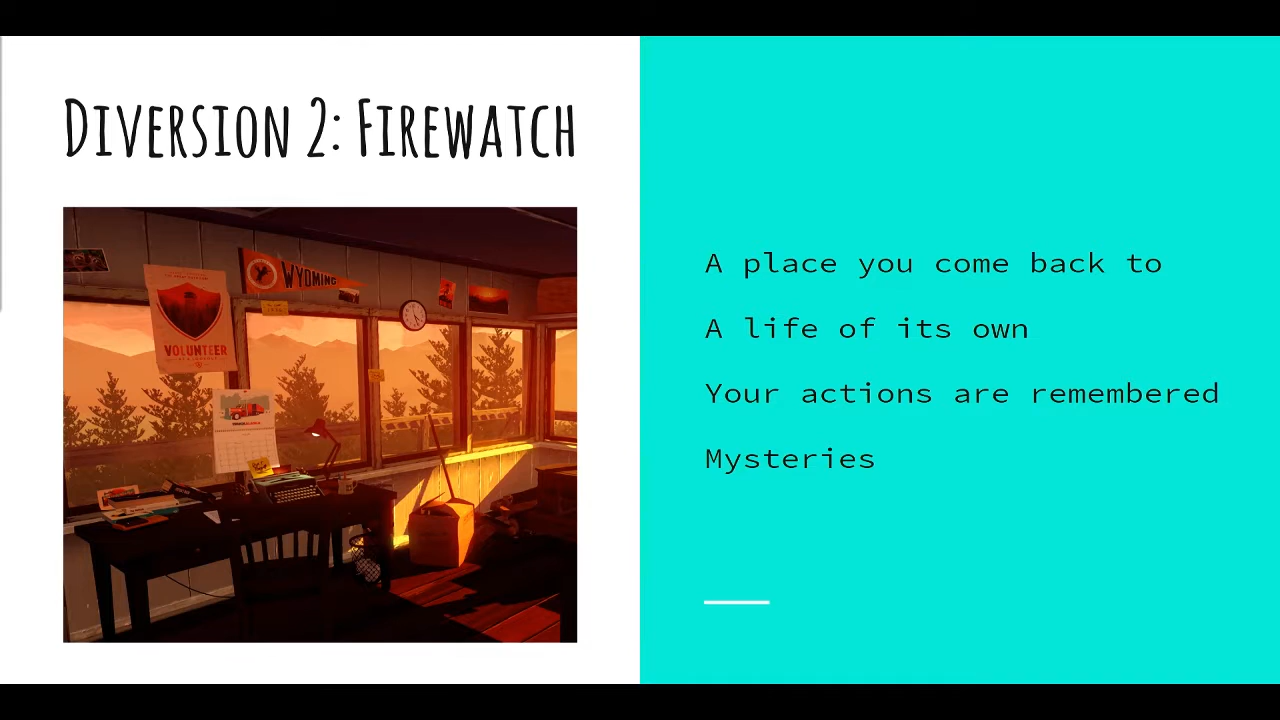 Diversion 2: Firewatch
WYOMING
VOLUNTEER
A place you come back to
A life of its own
Your actions are remembered
Mysteries